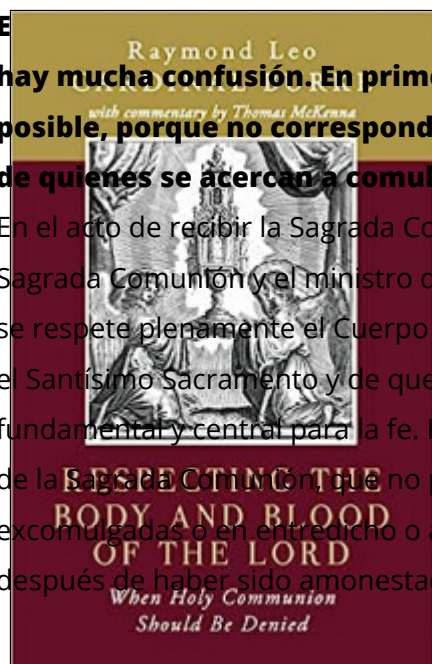 E
Raymond Leo
hay mucha confusión. En prime
CARDINAL BURKE
with commentary by Thomas McKenna
posible, porque no correspond
de quienes se acercan a comul
En el acto de recibir la Sagrada Co
Sagrada Comunión y el ministro d
se respete plenamente el Cuerpo
el Santísimo Sacramento y de que
fundamental y central para la fe.
RESPECTING THE
de la Sagrada Comunión, que no p
BODY AND BLOOD
excomulgadas o en entredicho o a
OF THE LORD
después de haber sido amonestad
When Holy Communion
Should Be Denied